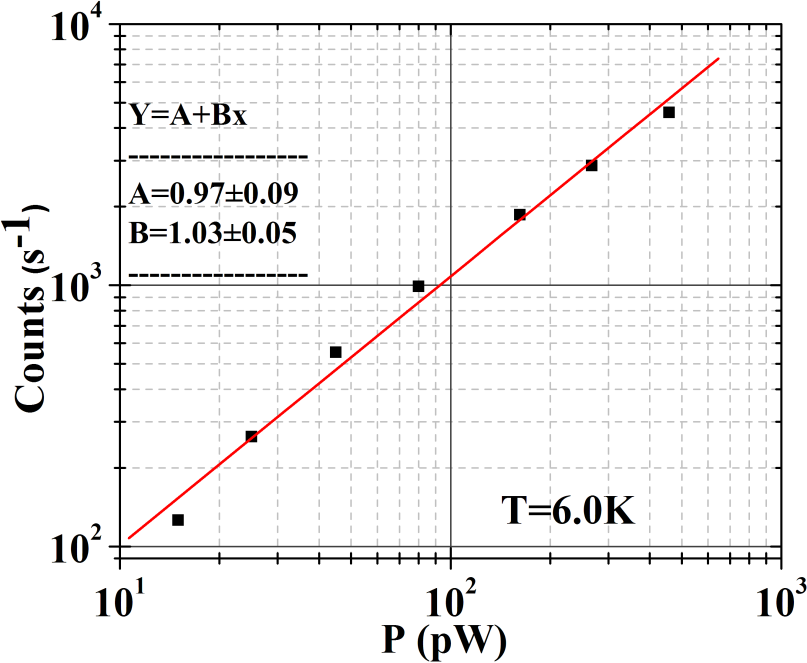 10⁴
Y=A+Bx
A=0.97±0.09
B=1.03±0.05
10³
Counts (s⁻¹)
T=6.0K
10²
10¹ 10² 10³
P (pW)